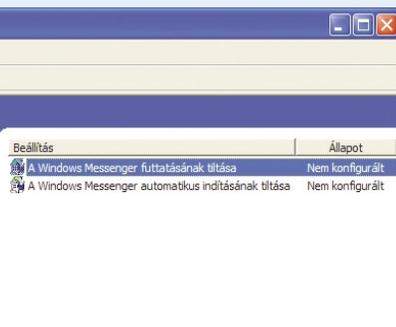 Beállítás Állapot
A Windows Messenger futtatásának tiltása Nem konfigurált
A Windows Messenger automatikus indításának tiltása Nem konfigurált